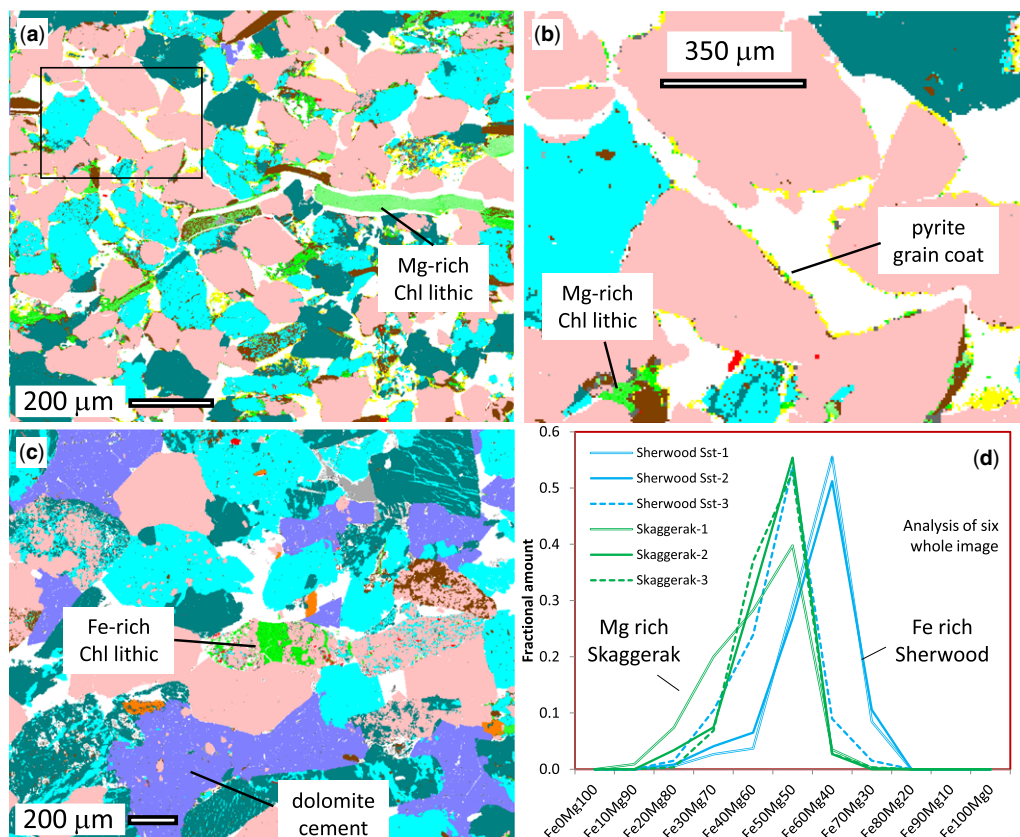 (a)
Mg-rich
Chl lithic
200 μm
(b)
350 μm
pyrite
grain coat
Mg-rich
Chl lithic
(c)
Fe-rich
Chl lithic
dolomite
cement
200 μm
(d)
0.6
0.5
0.4
0.3
0.2
0.1
0.0
Fractional amount
Sherwood Sst-1
Sherwood Sst-2
Sherwood Sst-3
Skaggerak-1
Skaggerak-2
Skaggerak-3
Analysis of six
whole image
Mg rich
Skaggerak
Fe rich
Sherwood
Fe0Mg100
Fe10Mg90
Fe20Mg80
Fe30Mg70
Fe40Mg60
Fe50Mg50
Fe60Mg40
Fe70Mg30
Fe80Mg20
Fe90Mg10
Fe100Mg0